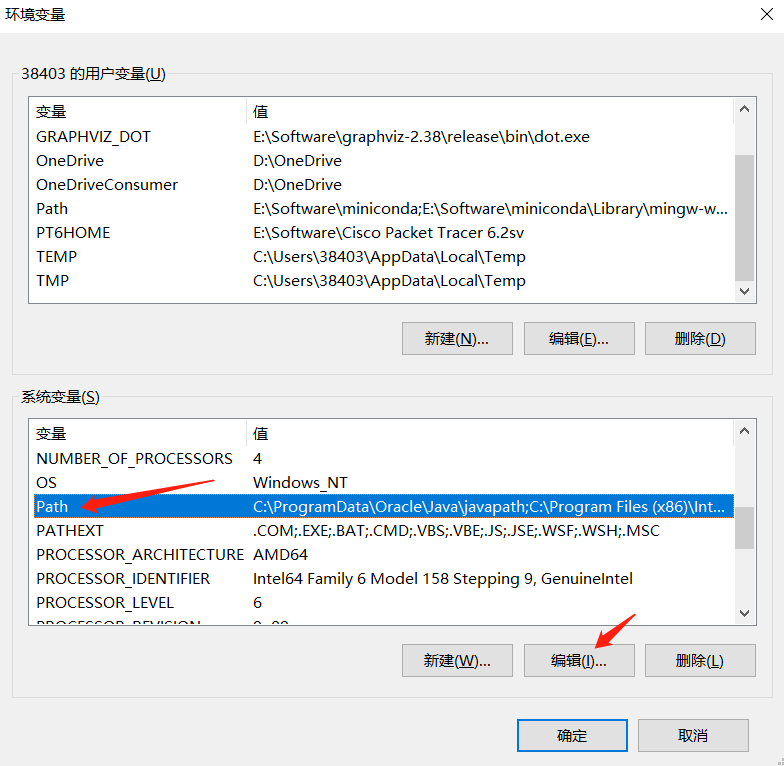 环境变量
38403 的用户变量(U)
变量 值
GRAPHVIZ_DOT E:\Software\graphviz-2.38\release\bin\dot.exe
OneDrive D:\OneDrive
OneDriveConsumer D:\OneDrive
Path E:\Software\miniconda;E:\Software\miniconda\Library\mingw-w...
PT6HOME E:\Software\Cisco Packet Tracer 6.2sv
TEMP C:\Users\38403\AppData\Local\Temp
TMP C:\Users\38403\AppData\Local\Temp
新建(N)... 编辑(E)... 删除(D)
系统变量(S)
变量 值
NUMBER_OF_PROCESSORS 4
OS Windows_NT
Path C:\ProgramData\Oracle\Java\javapath;C:\Program Files (x86)\Int...
PATHEXT .COM;.EXE;.BAT;.CMD;.VBS;.VBE;.JS;.JSE;.WSF;.WSH;.MSC
PROCESSOR_ARCHITECTURE AMD64
PROCESSOR_IDENTIFIER Intel64 Family 6 Model 158 Stepping 9, GenuineIntel
PROCESSOR_LEVEL 6
新建(W)... 编辑(I)... 删除(L)
确定 取消